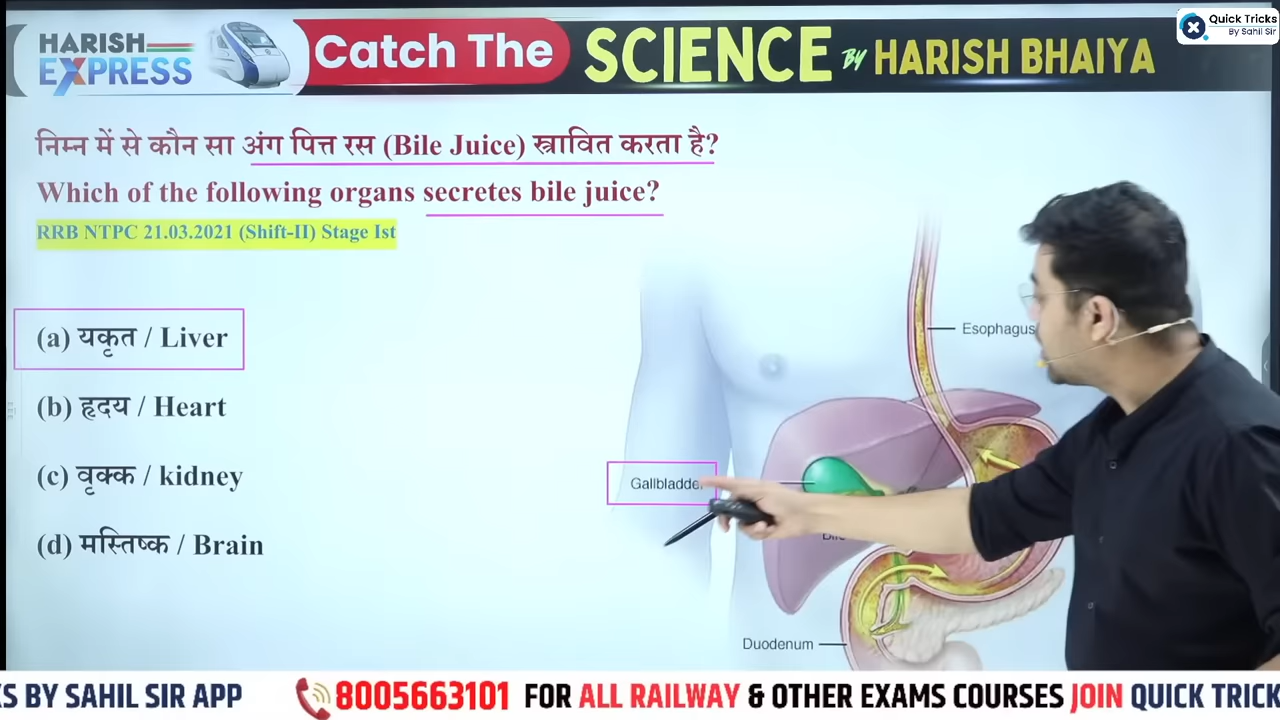 HARISH
EXPRESS
Catch The
SCIENCE BY HARISH BHAIYA
Quick Tricks
By Sahil Sir
निम्न में से कौन सा अंग पित्त रस (Bile Juice) स्त्रावित करता है?
Which of the following organs secretes bile juice?
RRB NTPC 21.03.2021 (Shift-II) Stage Ist
(a) यकृत / Liver
(b) हृदय / Heart
(c) वृक्क / kidney
(d) मस्तिष्क / Brain
Esophagus
Duodenum
KS BY SAHIL SIR APP 8005663101 FOR ALL RAILWAY & OTHER EXAMS COURSES JOIN QUICK TRICK